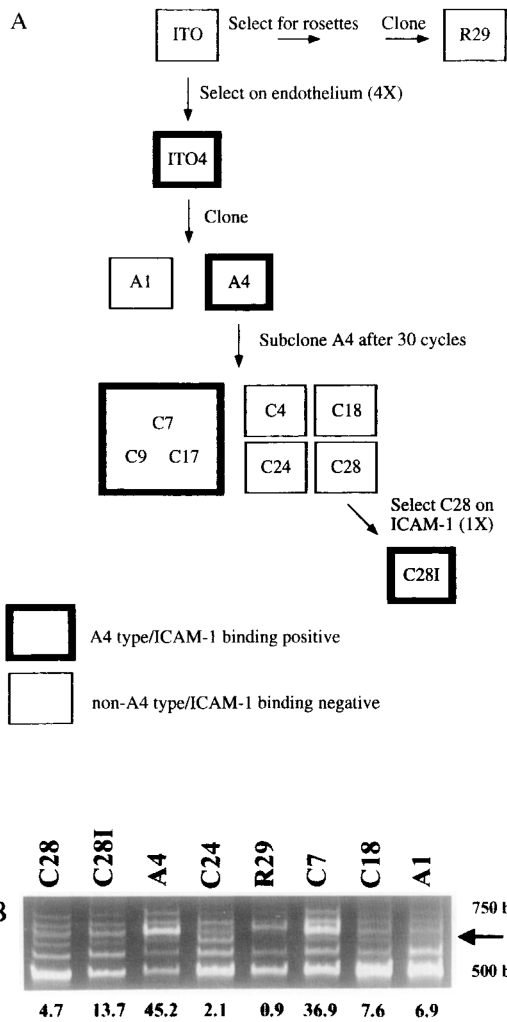 A
ITO
Select for rosettes
Clone
R29
Select on endothelium (4X)
ITO4
Clone
A1
A4
Subclone A4 after 30 cycles
C7
C9
C17
C4
C18
C24
C28
Select C28 on
ICAM-1 (1X)
C28I
A4 type/ICAM-1 binding positive
non-A4 type/ICAM-1 binding negative
C28 C28I A4 C24 R29 C7 C18 A1
750 b
500 b
4.7 13.7 45.2 2.1 0.9 36.9 7.6 6.9